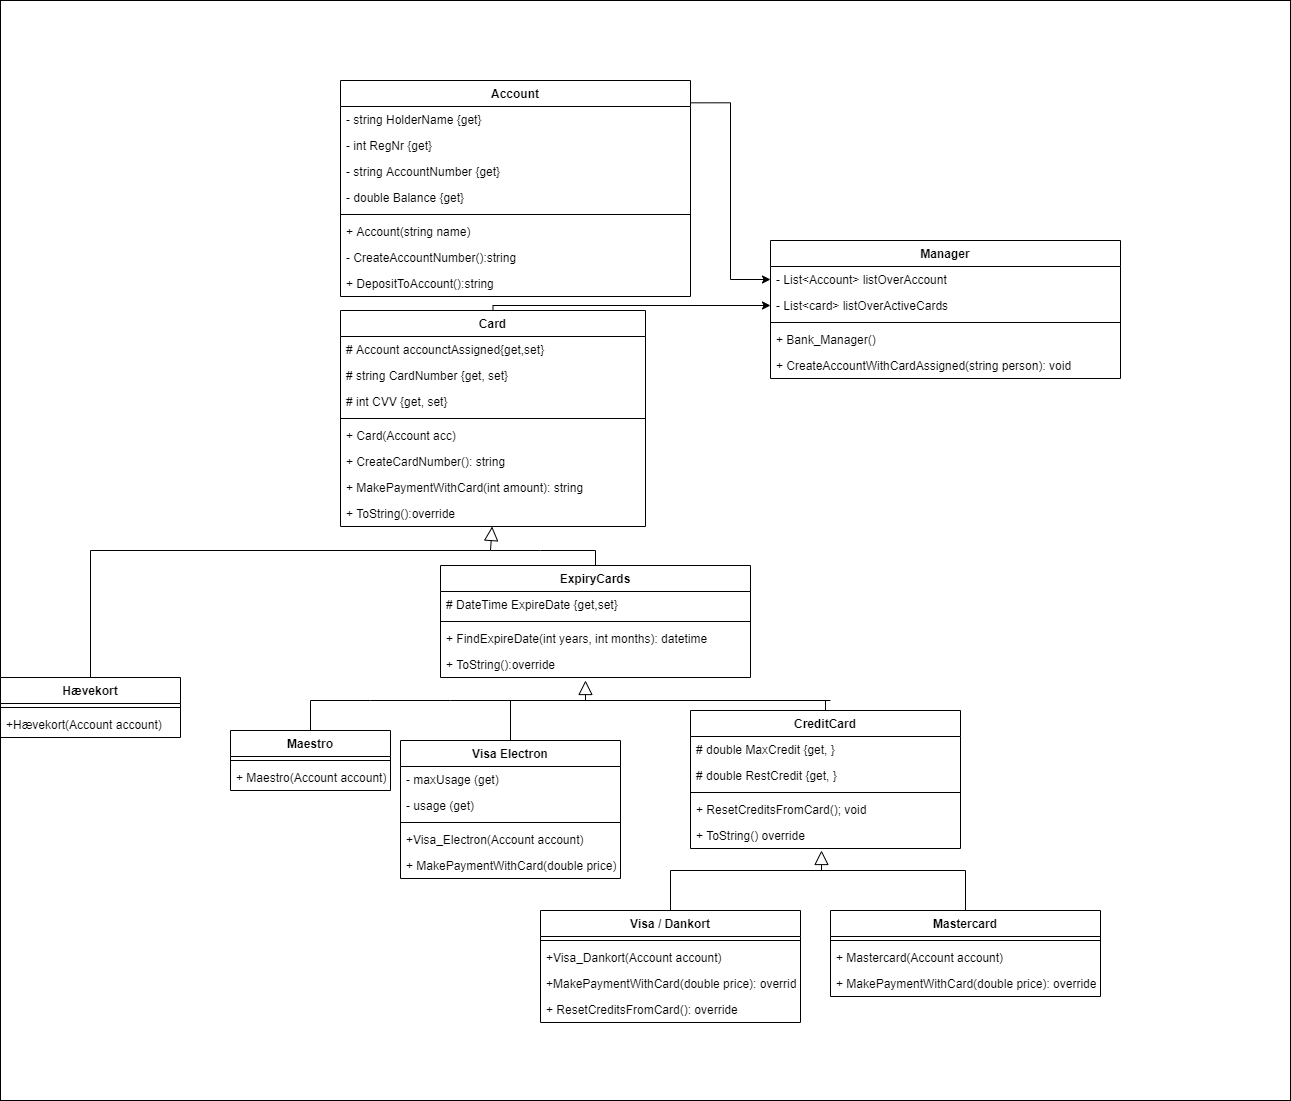 Account
- string HolderName {get}
- int RegNr {get}
- string AccountNumber {get}
- double Balance {get}
+ Account(string name)
- CreateAccountNumber():string
+ DepositToAccount():string
Manager
- List<Account> listOverAccount
- List<card> listOverActiveCards
+ Bank_Manager()
+ CreateAccountWithCardAssigned(string person): void
Card
# Account accounctAssigned{get,set}
# string CardNumber {get, set}
# int CVV {get, set}
+ Card(Account acc)
+ CreateCardNumber(): string
+ MakePaymentWithCard(int amount): string
+ ToString():override
ExpiryCards
# DateTime ExpireDate {get,set}
+ FindExpireDate(int years, int months): datetime
+ ToString():override
Hævekort
+Hævekort(Account account)
Maestro
+ Maestro(Account account)
Visa Electron
- maxUsage (get)
- usage (get)
+Visa_Electron(Account account)
+ MakePaymentWithCard(double price)
CreditCard
# double MaxCredit {get, }
# double RestCredit {get, }
+ ResetCreditsFromCard(); void
+ ToString() override
Visa / Dankort
+Visa_Dankort(Account account)
+MakePaymentWithCard(double price): overrid
+ ResetCreditsFromCard(): override
Mastercard
+ Mastercard(Account account)
+ MakePaymentWithCard(double price): override